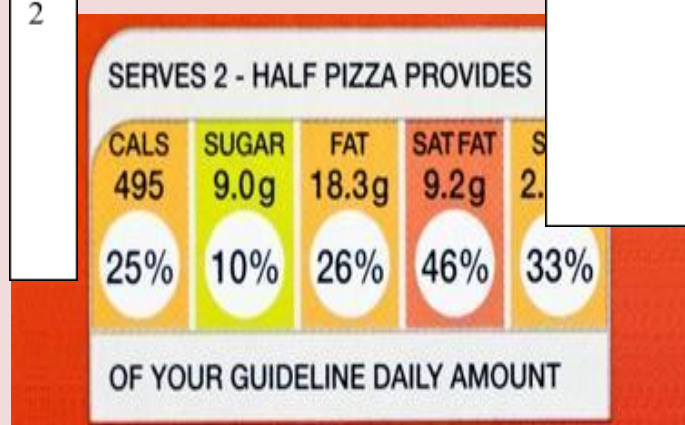 2
SERVES 2 - HALF PIZZA PROVIDES
CALS SUGAR FAT SAT FAT
495 9.0g 18.3g 9.2g
25% 10% 26% 46% 33%
OF YOUR GUIDELINE DAILY AMOUNT